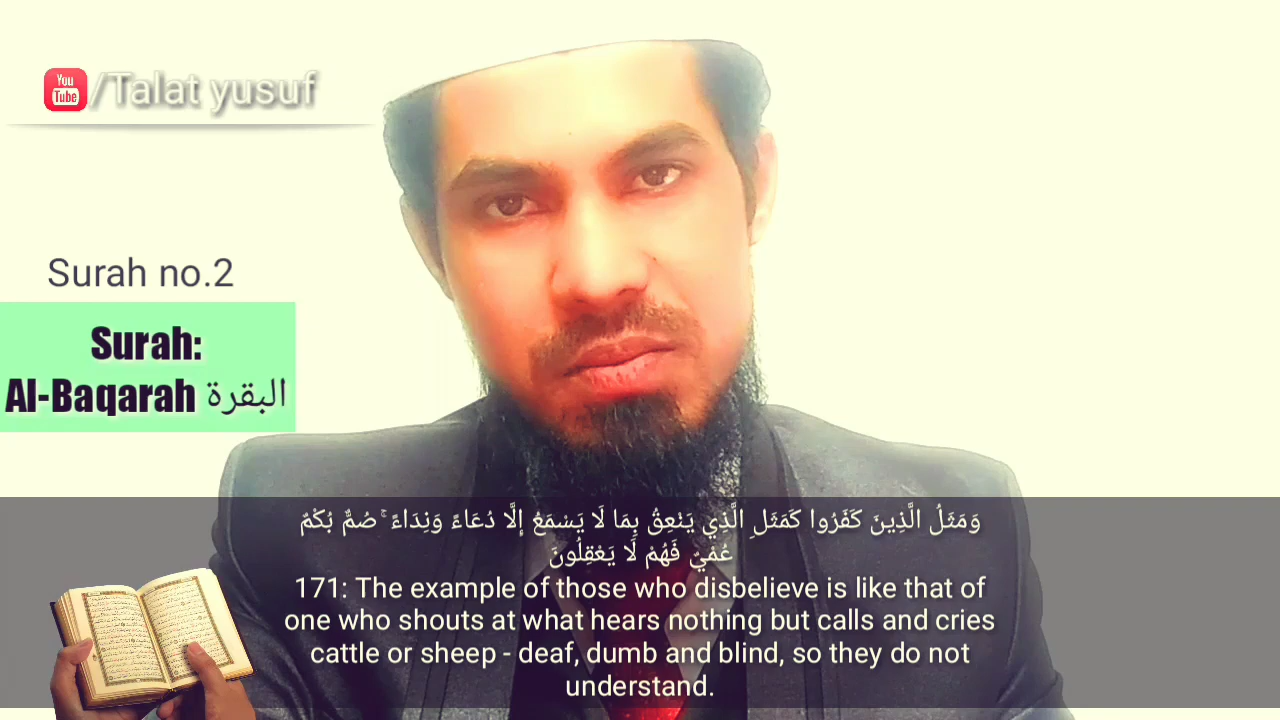 You
Tube
/Talat yusuf
Surah no.2
Surah:
Al-Baqarah البقرة
وَمَثَلُ الَّذِينَ كَفَرُوا كَمَثَلِ الَّذِي يَنْعِقُ بِمَا لَا يَسْمَعُ إِلَّا دُعَاءً وَنِدَاءً ۚ صُمٌّ بُكْمٌ
عُمْيٌ فَهُمْ لَا يَعْقِلُونَ
171: The example of those who disbelieve is like that of
one who shouts at what hears nothing but calls and cries
cattle or sheep - deaf, dumb and blind, so they do not
understand.